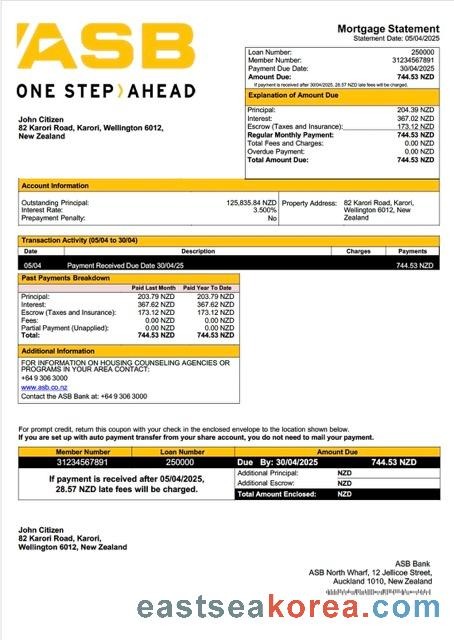 ASB
ONE STEP AHEAD
Mortgage Statement
Statement Date: 05/04/2025
Loan Number: 250000
Member Number: 31234567891
Payment Due Date: 30/04/2025
Amount Due: 744.53 NZD
If payment is received after 30/04/2025, 28.57 NZD late fees will be charged.
Explanation of Amount Due
Principal: 204.39 NZD
Interest: 367.02 NZD
Escrow (Taxes and Insurance): 173.12 NZD
Regular Monthly Payment: 744.53 NZD
Total Fees and Charges: 0.00 NZD
Overdue Payment: 0.00 NZD
Total Amount Due: 744.53 NZD
John Citizen
82 Karori Road, Karori, Wellington 6012,
New Zealand
Account Information
Outstanding Principal: 125,835.84 NZD
Interest Rate: 3.500%
Prepayment Penalty: No
Property Address: 82 Karori Road, Karori,
Wellington 6012, New
Zealand
Transaction Activity (05/04 to 30/04)
Date Description Charges Payments
05/04 Payment Received Due Date 30/04/25 744.53 NZD
Past Payments Breakdown
Paid Last Month Paid Year To Date
Principal: 203.79 NZD 203.79 NZD
Interest: 367.62 NZD 367.62 NZD
Escrow (Taxes and Insurance): 173.12 NZD 173.12 NZD
Fees: 0.00 NZD 0.00 NZD
Partial Payment (Unapplied): 0.00 NZD 0.00 NZD
Total: 744.53 NZD 744.53 NZD
Additional Information
FOR INFORMATION ON HOUSING COUNSELING AGENCIES OR
PROGRAMS IN YOUR AREA CONTACT:
+64 9 306 3000
www.asb.co.nz
Contact the ASB Bank at: +64 9 306 3000
For prompt credit, return this coupon with your check in the enclosed envelope to the location shown below.
If you are set up with auto payment transfer from your share account, you do not need to mail your payment.
Member Number Loan Number Amount Due
31234567891 250000 Due By: 30/04/2025 744.53 NZD
If payment is received after 05/04/2025,
28.57 NZD late fees will be charged.
Additional Principal: NZD
Additional Escrow: NZD
Total Amount Enclosed: NZD
John Citizen
82 Karori Road, Karori,
Wellington 6012, New Zealand
ASB Bank
ASB North Wharf, 12 Jellicoe Street,
Auckland 1010, New Zealand
eastseakorea.com